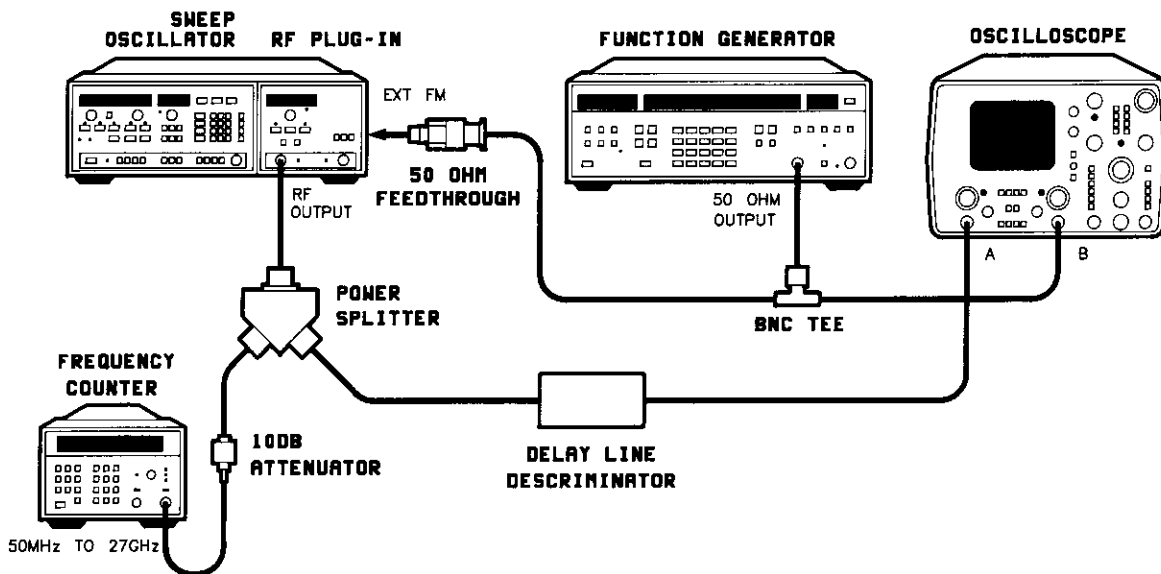 SWEEP
OSCILLATOR RF PLUG-IN
FUNCTION GENERATOR
OSCILLOSCOPE
EXT FM
50 OHM
FEEDTHROUGH
RF
OUTPUT
50 OHM
OUTPUT
A
B
POWER
SPLITTER
BNC TEE
FREQUENCY
COUNTER
10DB
ATTENUATOR
DELAY LINE
DESCRIMINATOR
50MHz TO 27GHz